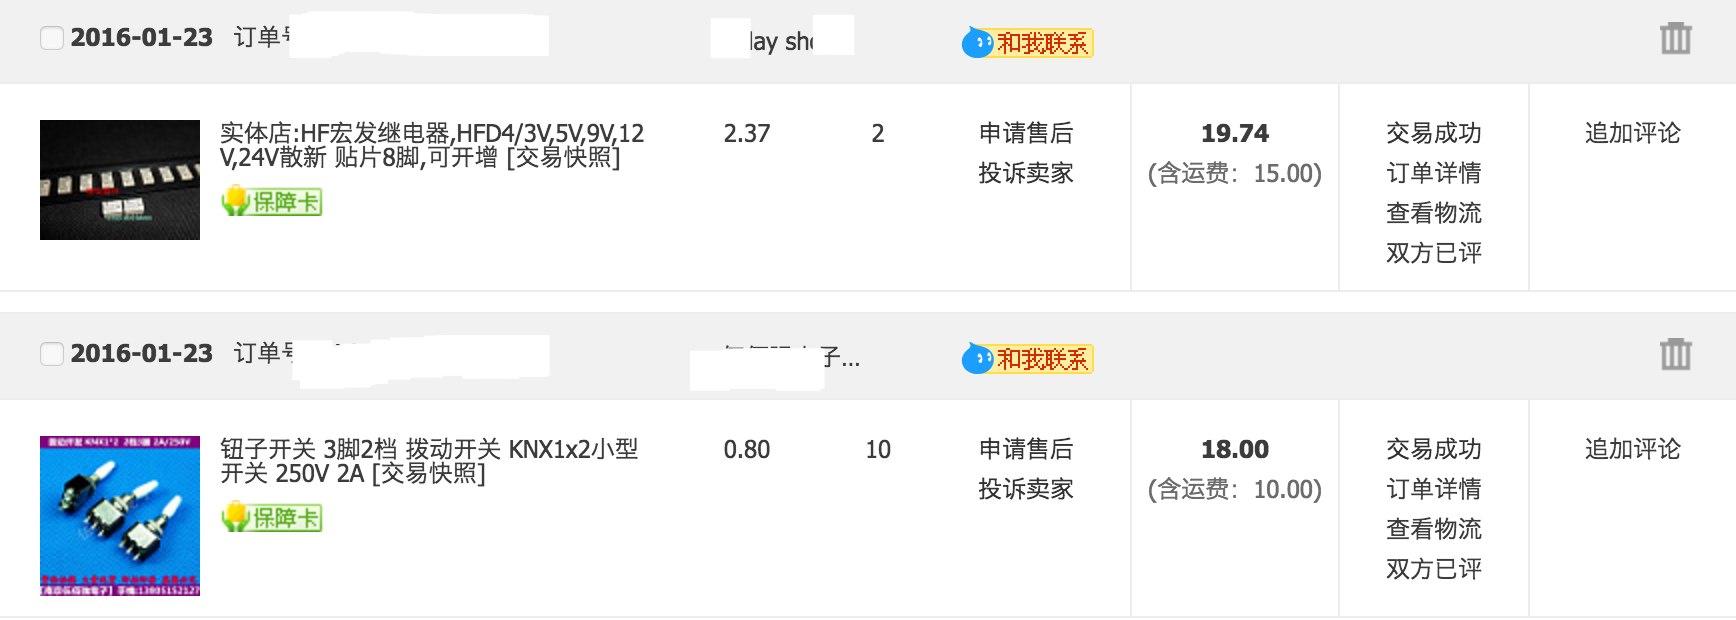 2016-01-23 订单号 lay sho 和我联系
实体店:HF宏发继电器,HFD4/3V,5V,9V,12 2.37 2 申请售后 19.74 交易成功 追加评论
V,24V散新 贴片8脚,可开增 [交易快照]
投诉卖家 (含运费：15.00) 订单详情
保障卡 查看物流
双方已评
2016-01-23 订单号 子... 和我联系
钮子开关 3脚2档 拨动开关 KNX1x2小型 0.80 10 申请售后 18.00 交易成功 追加评论
开关 250V 2A [交易快照]
投诉卖家 (含运费：10.00) 订单详情
保障卡 查看物流
双方已评